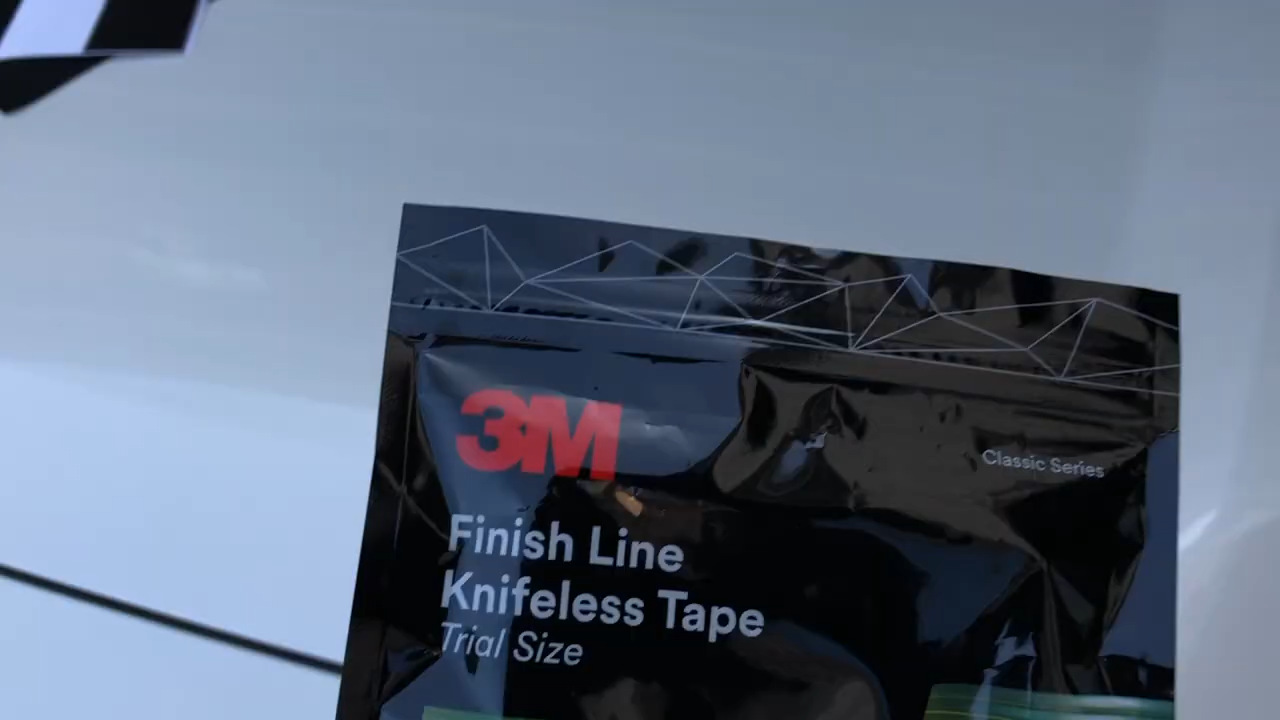 3M
Classic Series
Finish Line
Knifeless Tape
Trial Size